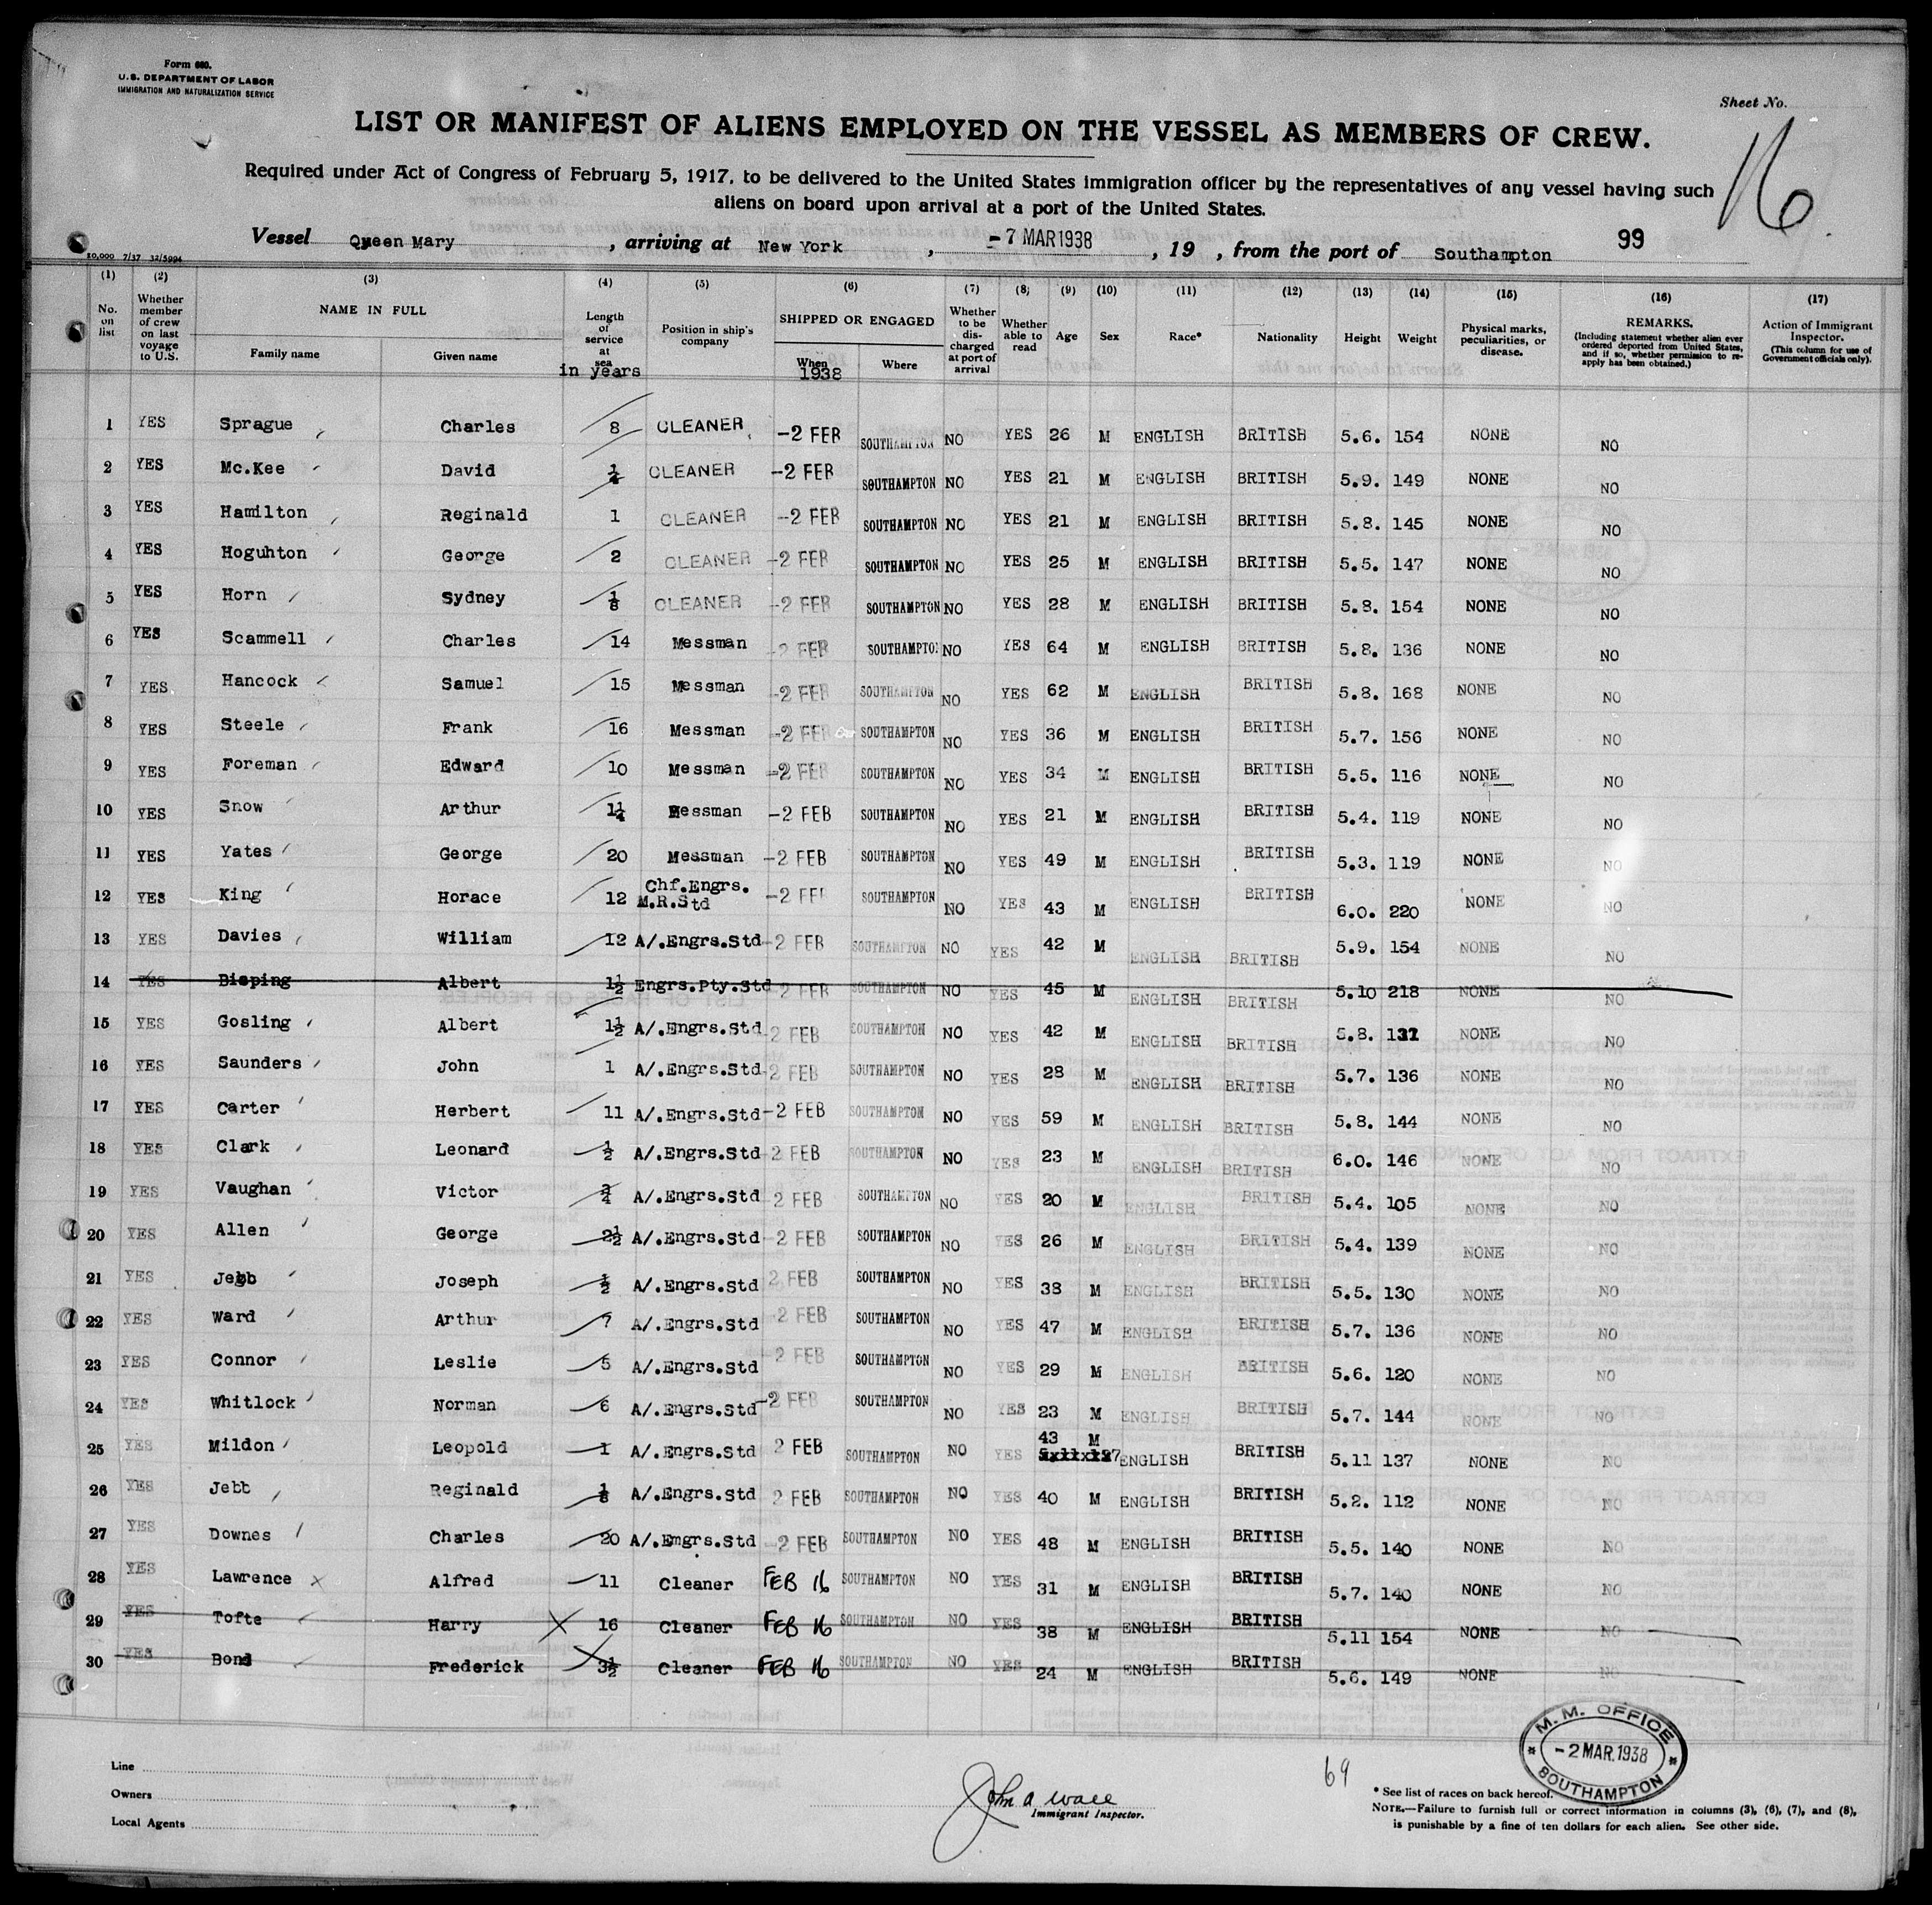 Form 680.
U.S. DEPARTMENT OF LABOR
IMMIGRATION AND NATURALIZATION SERVICE
Sheet No.
16
LIST OR MANIFEST OF ALIENS EMPLOYED ON THE VESSEL AS MEMBERS OF CREW.
Required under Act of Congress of February 5, 1917, to be delivered to the United States immigration officer by the representatives of any vessel having such
aliens on board upon arrival at a port of the United States.
Vessel Queen Mary, arriving at New York, -7 MAR 1938, 19 , from the port of Southampton 99
10,000 7/37 32/5994
(1) (2) (3) (4) (5) (6) (7) (8) (9) (10) (11) (12) (13) (14) (15) (16) (17)
No. on list
Whether member of crew on last voyage to U.S.
NAME IN FULL
Family name
Given name
Length of service at sea in years
Position in ship's company
SHIPPED OR ENGAGED
When 1938
Where
Whether to be discharged at port of arrival
Whether able to read
Age
Sex
Race*
Nationality
Height
Weight
Physical marks, peculiarities, or disease.
REMARKS. (Including statement whether alien ever ordered deported from United States, and if so, whether permission to reapply has been obtained.)
Action of Immigrant Inspector. (This column for use of Government officials only).
1 YES Sprague Charles 8 CLEANER -2 FEB SOUTHAMPTON NO YES 26 M ENGLISH BRITISH 5.6. 154 NONE NO
2 YES Mc.Kee David CLEANER -2 FEB SOUTHAMPTON NO YES 21 M ENGLISH BRITISH 5.9. 149 NONE NO
3 YES Hamilton Reginald 1 CLEANER -2 FEB SOUTHAMPTON NO YES 21 M ENGLISH BRITISH 5.8. 145 NONE NO
4 YES Hoguhton George 2 CLEANER -2 FEB SOUTHAMPTON NO YES 25 M ENGLISH BRITISH 5.5. 147 NONE NO
5 YES Horn Sydney 1/8 CLEANER -2 FEB SOUTHAMPTON NO YES 28 M ENGLISH BRITISH 5.8. 154 NONE NO
6 YES Scammell Charles 14 Messman -2 FEB SOUTHAMPTON NO YES 64 M ENGLISH BRITISH 5.8. 136 NONE NO
7 YES. Hancock Samuel 15 Messman -2 FEB SOUTHAMPTON NO YES 62 M ENGLISH BRITISH 5.8. 168 NONE NO
8 YES Steele Frank 16 Messman -2 FEB SOUTHAMPTON NO YES 36 M ENGLISH BRITISH 5.7. 156 NONE NO
9 YES Foreman Edward 10 Messman -2 FEB SOUTHAMPTON NO YES 34 M ENGLISH BRITISH 5.5. 116 NONE NO
10 YES Snow Arthur 1¼ Messman -2 FEB SOUTHAMPTON NO YES 21 M ENGLISH BRITISH 5.4. 119 NONE NO
11 YES Yates George 20 Messman -2 FEB SOUTHAMPTON NO YES 49 M ENGLISH BRITISH 5.3. 119 NONE NO
12 YES King Horace 12 Chf.Engrs. M.R.Std -2 FEB SOUTHAMPTON NO YES 43 M ENGLISH BRITISH 6.0. 220 NONE NO
13 YES Davies William 12 A/.Engrs.Std -2 FEB SOUTHAMPTON NO YES 42 M ENGLISH BRITISH 5.9. 154 NONE NO
14 YES Bisping Albert 1½ Engrs.Pty.Std -2 FEB SOUTHAMPTON NO YES 45 M ENGLISH BRITISH 5.10 218 NONE NO
15 YES Gosling Albert 1½ A/.Engrs.Std -2 FEB SOUTHAMPTON NO YES 42 M ENGLISH BRITISH 5.8. NONE NO
16 YES Saunders John 1 A/.Engrs.Std -2 FEB SOUTHAMPTON NO YES 28 M ENGLISH BRITISH 5.7. 136 NONE NO
17 YES Carter Herbert 11 A/.Engrs.Std -2 FEB SOUTHAMPTON NO YES 59 M ENGLISH BRITISH 5.8. 144 NONE NO
18 YES Clark Leonard ½ A/.Engrs.Std -2 FEB SOUTHAMPTON NO YES 23 M ENGLISH BRITISH 6.0. 146 NONE NO
19 YES Vaughan Victor ¾ A/.Engrs.Std -2 FEB SOUTHAMPTON NO YES 20 M ENGLISH BRITISH 5.4. 105 NONE NO
20 YES Allen George 2½ A/.Engrs.Std -2 FEB SOUTHAMPTON NO YES 26 M ENGLISH BRITISH 5.4. 139 NONE NO
21 YES Jebb Joseph ½ A/.Engrs.Std 2 FEB SOUTHAMPTON NO YES 38 M ENGLISH BRITISH 5.5. 130 NONE NO
22 YES Ward Arthur 7 A/.Engrs.Std -2 FEB SOUTHAMPTON NO YES 47 M ENGLISH BRITISH 5.7. 136 NONE NO
23 YES Connor Leslie 5 A/.Engrs.Std -2 FEB SOUTHAMPTON NO YES 29 M ENGLISH BRITISH 5.6. 120 NONE NO
24 YES Whitlock Norman 6 A/.Engrs.Std -2 FEB SOUTHAMPTON NO YES 23 M ENGLISH BRITISH 5.7. 144 NONE NO
25 YES Mildon Leopold 1 A/.Engrs.Std 2 FEB SOUTHAMPTON NO YES 43 M ENGLISH BRITISH 5.11 137 NONE NO
26 YES Jebb Reginald 1/8 A/.Engrs.Std 2 FEB SOUTHAMPTON NO YES 40 M ENGLISH BRITISH 5.2. 112 NONE NO
27 YES Downes Charles 20 A/.Emgrs.Std -2 FEB SOUTHAMPTON NO YES 48 M ENGLISH BRITISH 5.5. 140 NONE NO
28 YES Lawrence Alfred 11 Cleaner FEB 16 SOUTHAMPTON NO YES 31 M ENGLISH BRITISH 5.7. 140 NONE NO
29 YES Tofte Harry 16 Cleaner FEB 16 SOUTHAMPTON NO YES 38 M ENGLISH BRITISH 5.11 154 NONE NO
30 YES Bond Frederick 3½ Cleaner FEB 16 SOUTHAMPTON NO YES 24 M ENGLISH BRITISH 5.6. 149 NONE NO
M. M. OFFICE
-2 MAR. 1938
SOUTHAMPTON
Line
Owners
Local Agents
John A Wall
Immigrant Inspector.
69
* See list of races on back hereof.
NOTE.—Failure to furnish full or correct information in columns (3), (6), (7), and (8),
is punishable by a fine of ten dollars for each alien. See other side.